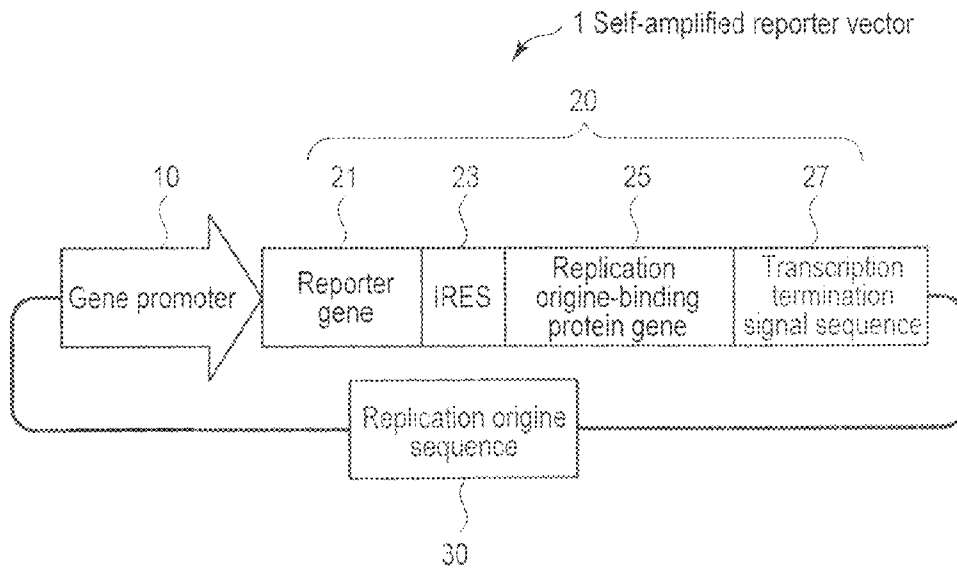 1 Self-amplified reporter vector
20
10
21
23
25
27
Gene promoter
Reporter
gene
IRES
Replication
origin-binding
protein gene
Transcription
termination
signal sequence
Replication origine
sequence
30